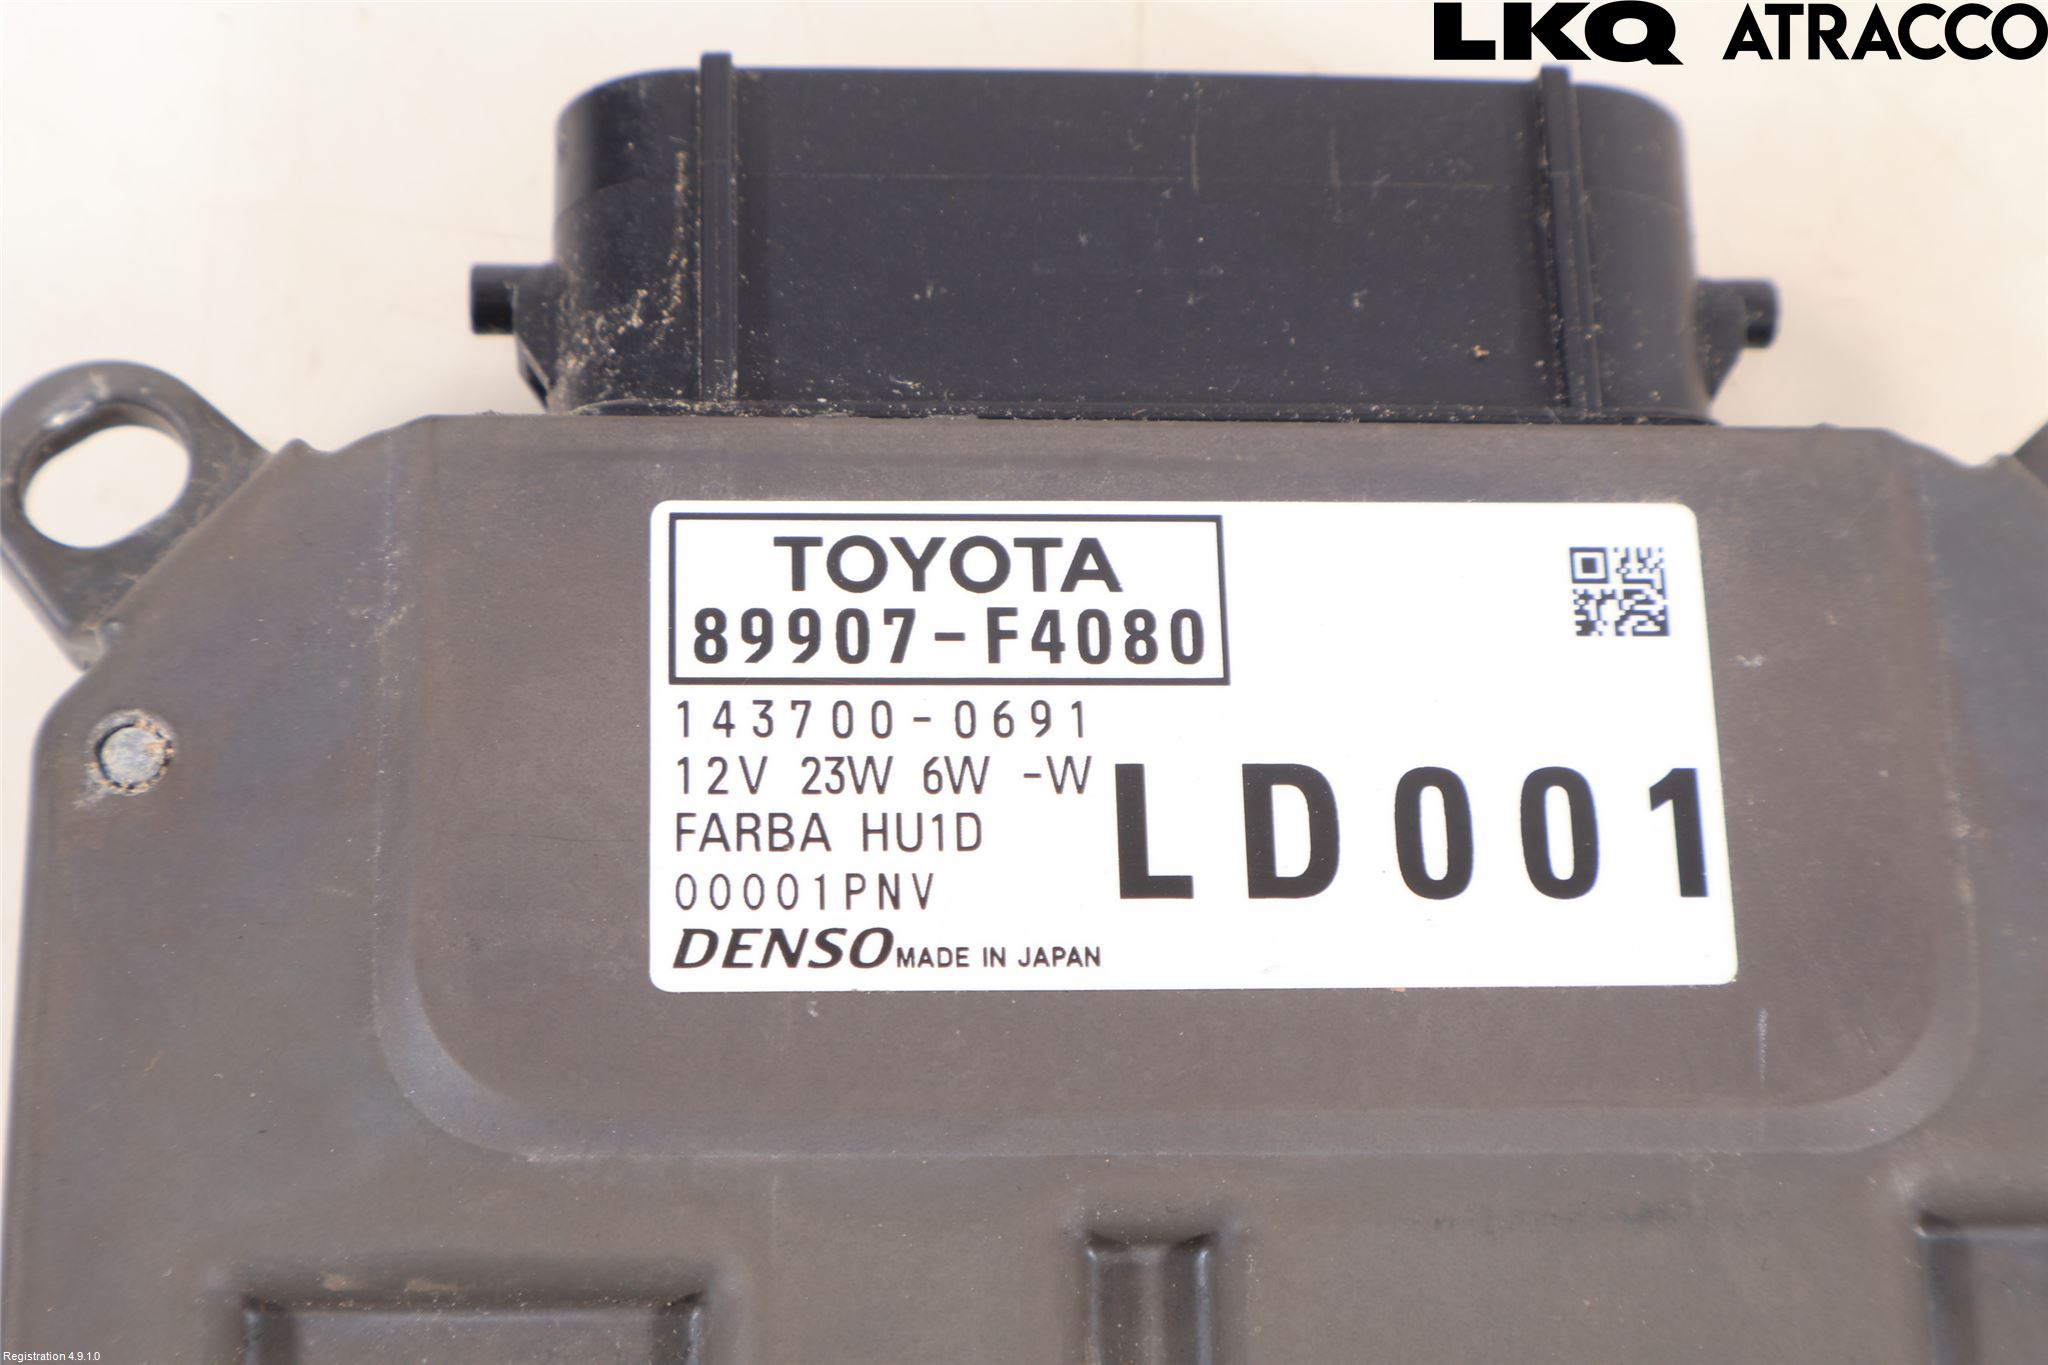 LKQ ATRACCO
TOYOTA
89907-F4080
143700-0691
12V 23W 6W -W
FARBA HU1D
00001PNV
LD001
DENSO MADE IN JAPAN
Registration 4.9.1.0